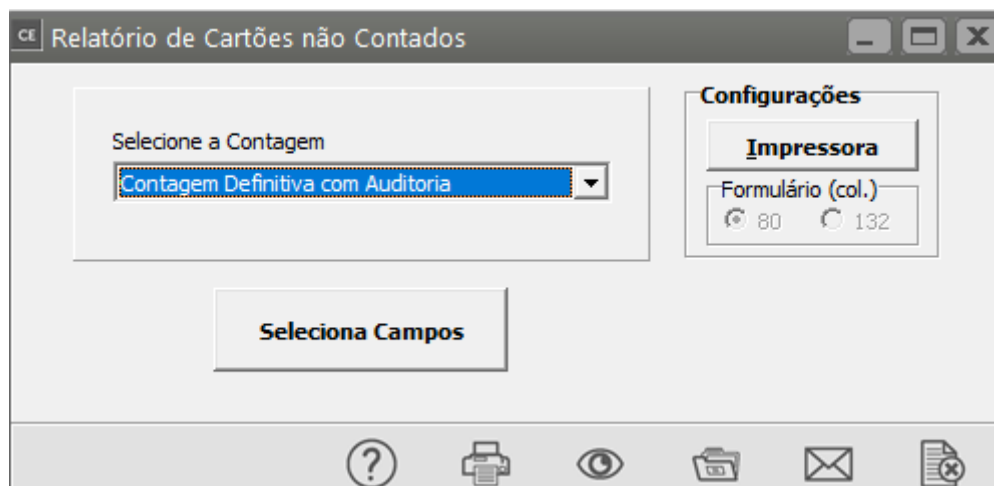 CE Relatório de Cartões não Contados
Selecione a Contagem
Contagem Definitiva com Auditoria
Configurações
Impressora
Formulário (col.)
80 132
Seleciona Campos
?